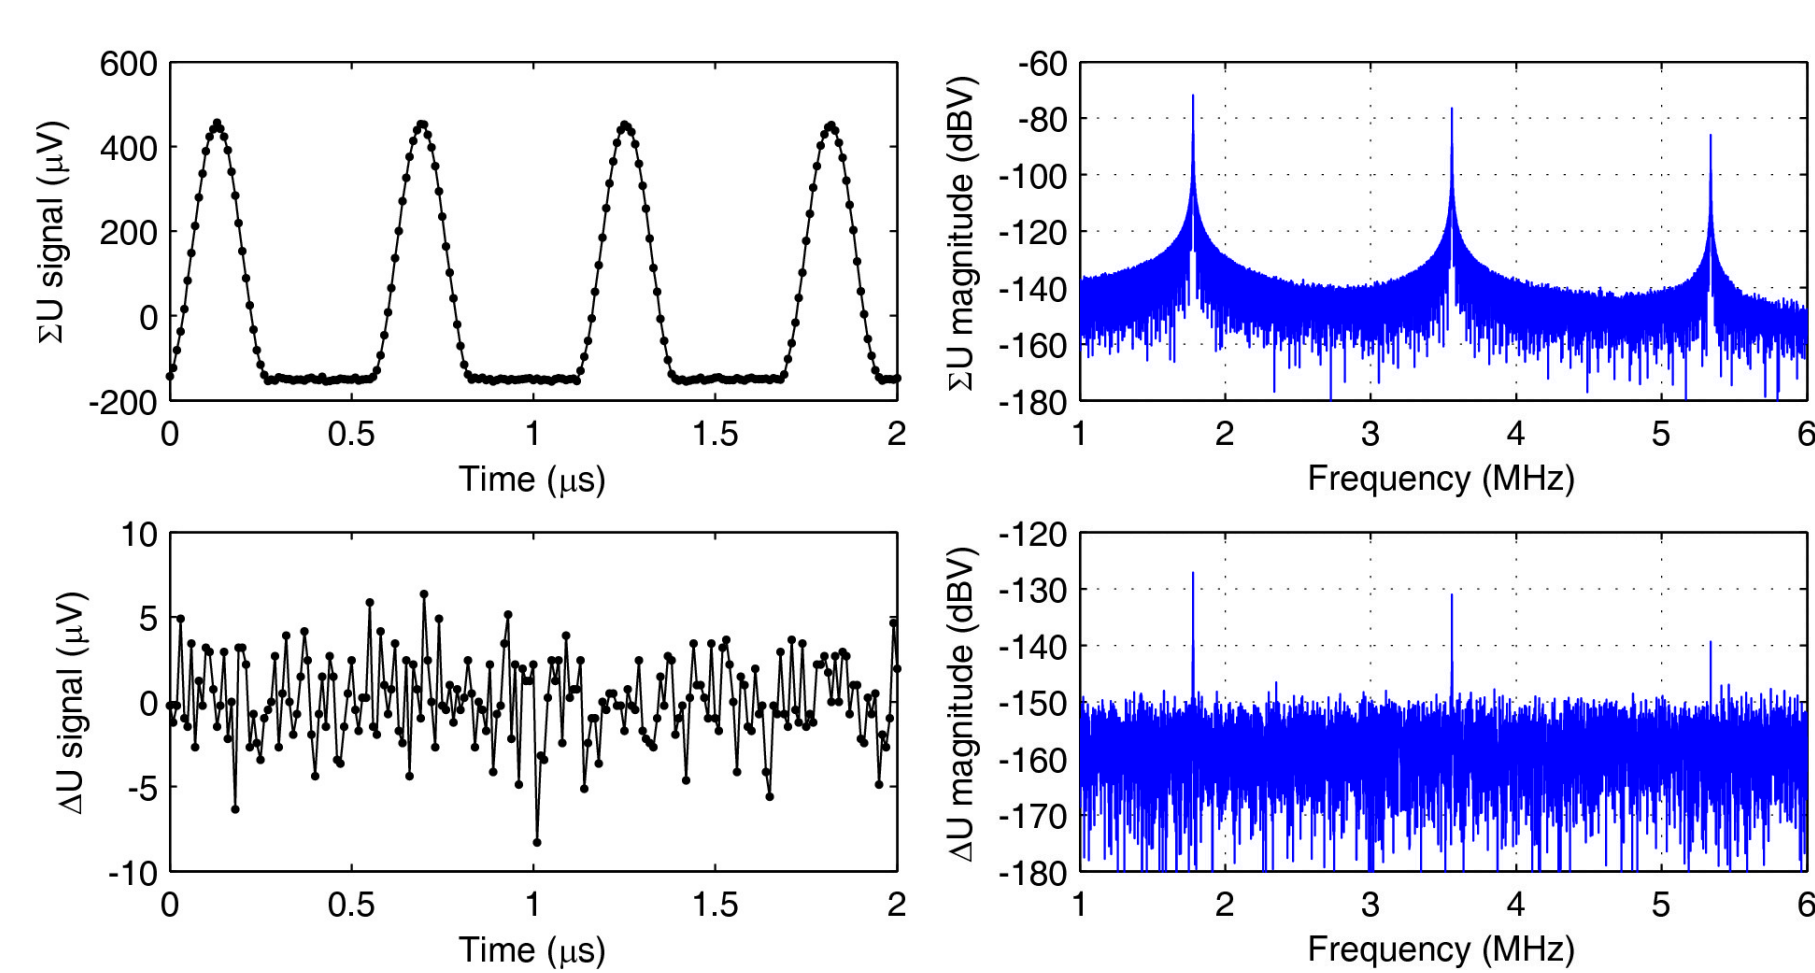 600
400
200
0
-200
ΣU signal (μV)
0 0.5 1 1.5 2
Time (μs)
-60
-80
-100
-120
-140
-160
-180
ΣU magnitude (dBV)
1 2 3 4 5 6
Frequency (MHz)
10
5
0
-5
-10
ΔU signal (μV)
0 0.5 1 1.5 2
Time (μs)
-120
-130
-140
-150
-160
-170
-180
ΔU magnitude (dBV)
1 2 3 4 5 6
Frequency (MHz)